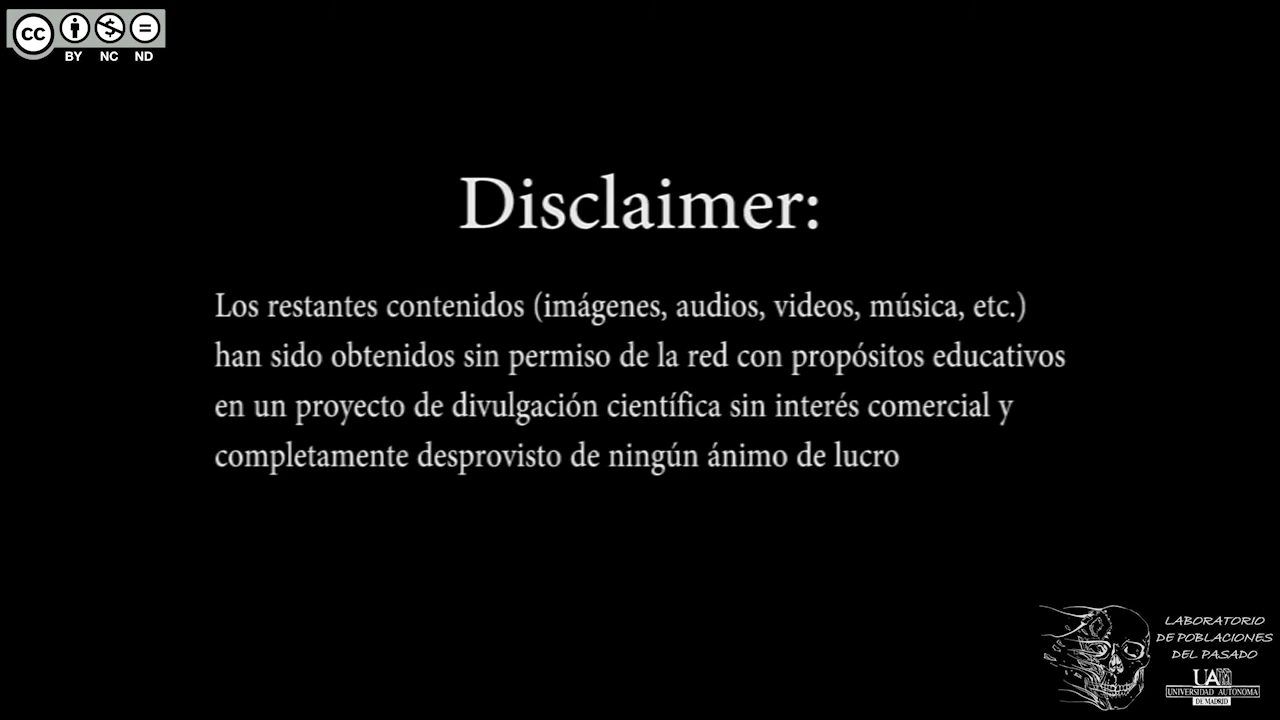 CC
BY NC ND
Disclaimer:
Los restantes contenidos (imágenes, audios, videos, música, etc.)
han sido obtenidos sin permiso de la red con propósitos educativos
en un proyecto de divulgación científica sin interés comercial y
completamente desprovisto de ningún ánimo de lucro
LABORATORIO
DE POBLACIONES
DEL PASADO
UAM
UNIVERSIDAD AUTONOMA
DE MADRID